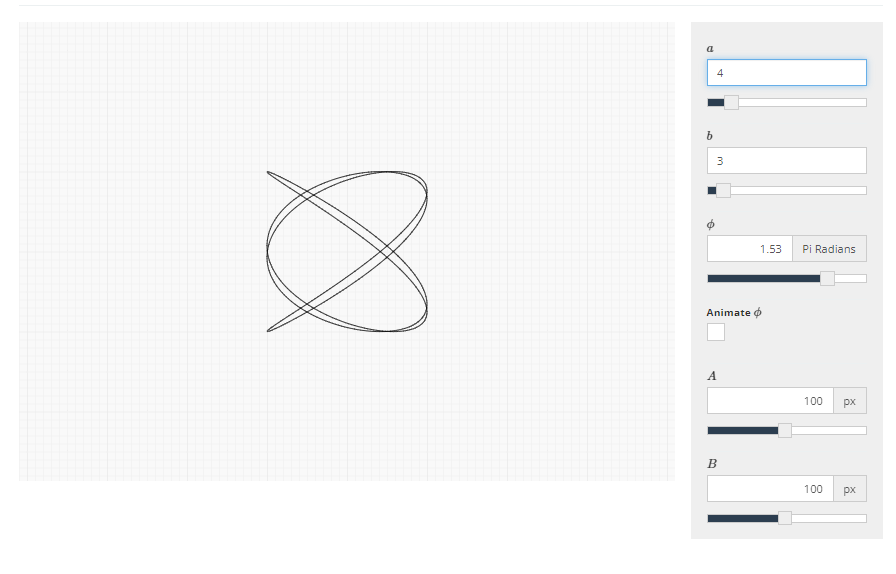 a
4
b
3
ϕ
1.53 Pi Radians
Animate ϕ
A
100 px
B
100 px